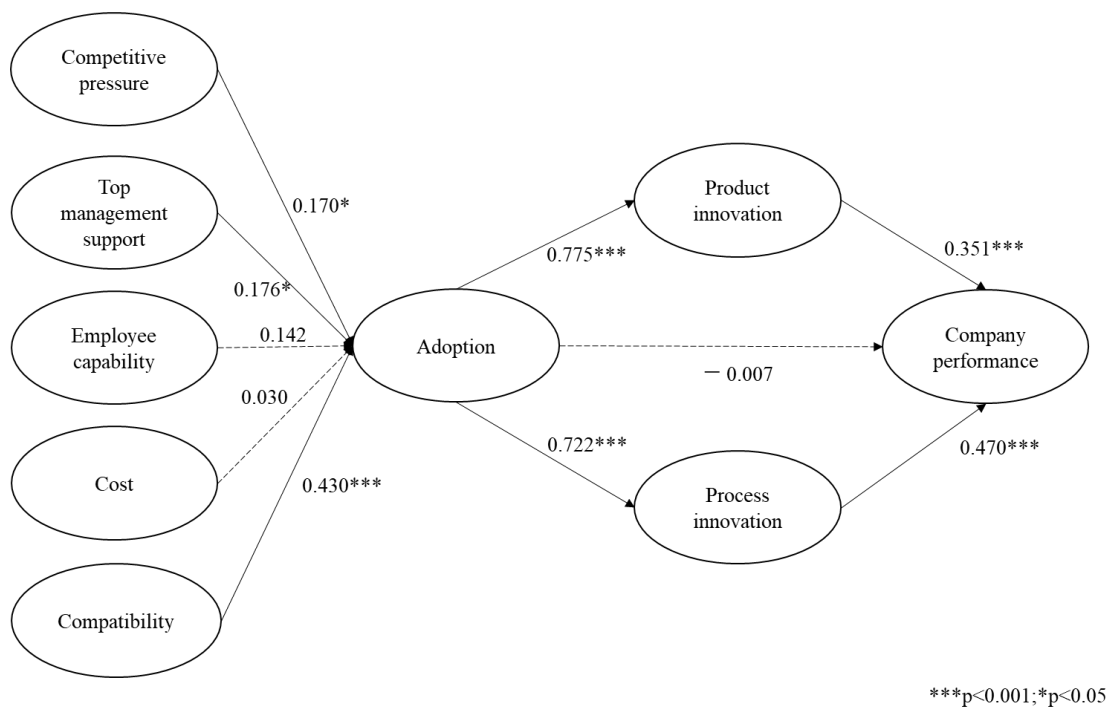 Competitive
pressure
Top
management
support
Employee
capability
Cost
Compatibility
0.170*
0.176*
0.142
0.030
0.430***
Adoption
0.775***
0.722***
Product
innovation
Process
innovation
− 0.007
0.351***
0.470***
Company
performance
***p<0.001;*p<0.05